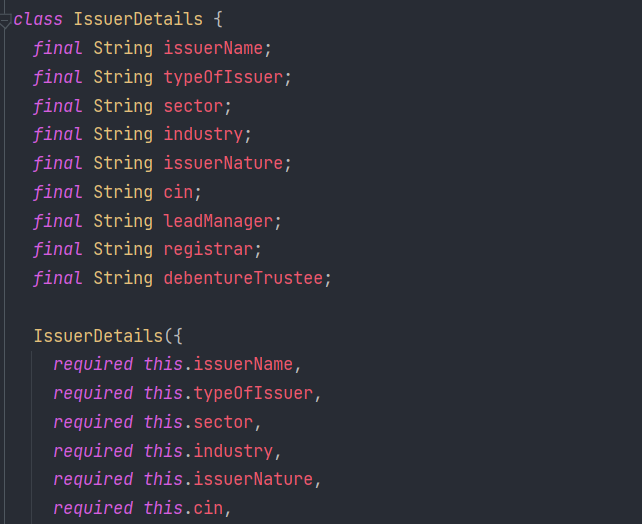 class IssuerDetails {
final String issuerName;
final String typeOfIssuer;
final String sector;
final String industry;
final String issuerNature;
final String cin;
final String leadManager;
final String registrar;
final String debentureTrustee;
IssuerDetails({
required this.issuerName,
required this.typeOfIssuer,
required this.sector,
required this.industry,
required this.issuerNature,
required this.cin,